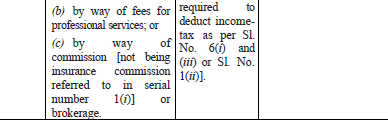 (b) by way of fees for
professional services; or
(c) by way of
commission [not being
insurance commission
referred to in serial
number 1(i)] or
brokerage.
required to
deduct income-
tax as per Sl.
No. 6(i) and
(iii) or Sl. No.
1(ii)].